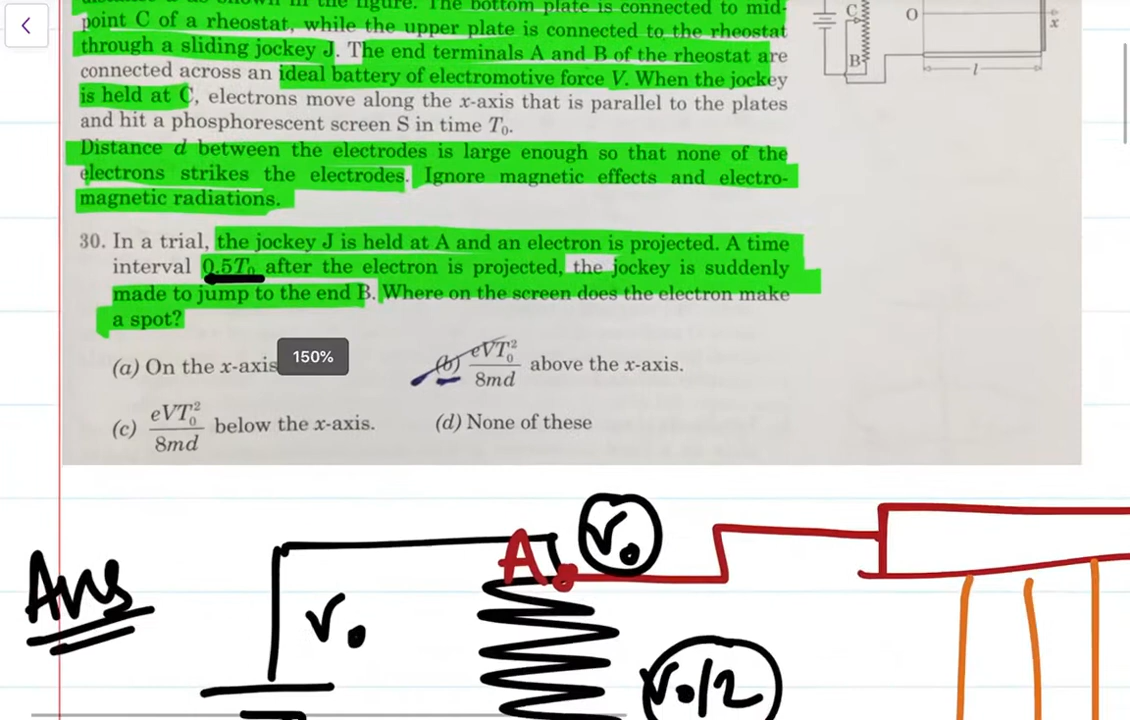 distance d as shown in the figure. The bottom plate is connected to mid-
point C of a rheostat, while the upper plate is connected to the rheostat
through a sliding jockey J. The end terminals A and B of the rheostat are
connected across an ideal battery of electromotive force V. When the jockey
is held at C, electrons move along the x-axis that is parallel to the plates
and hit a phosphorescent screen S in time T₀.
Distance d between the electrodes is large enough so that none of the
electrons strikes the electrodes. Ignore magnetic effects and electro-
magnetic radiations.
C
B
O
x
l
30. In a trial, the jockey J is held at A and an electron is projected. A time
interval 0.5T₀ after the electron is projected, the jockey is suddenly
made to jump to the end B. Where on the screen does the electron make
a spot?
(a) On the x-axis
150%
(b) eVT₀²/8md above the x-axis.
(c) eVT₀²/8md below the x-axis.
(d) None of these
Ans
V₀
A
V₀
V₀/2